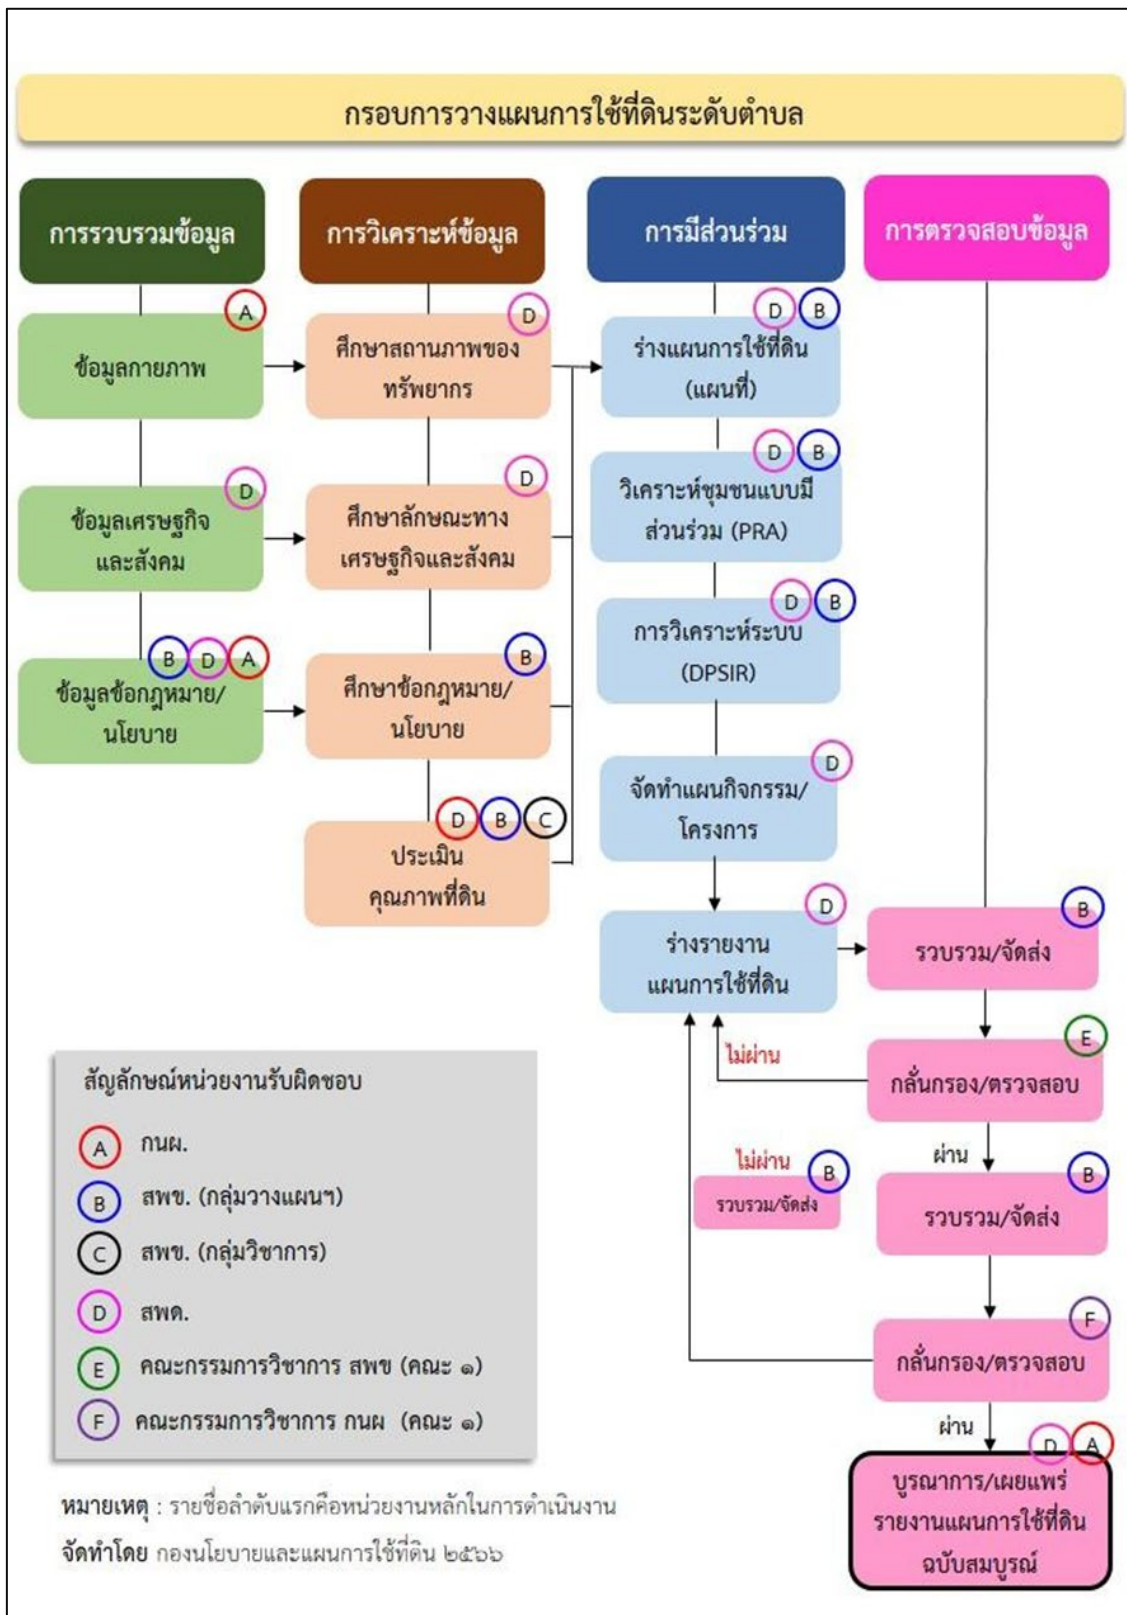 กรอบการวางแผนการใช้ที่ดินระดับตำบล
การรวบรวมข้อมูล
การวิเคราะห์ข้อมูล
การมีส่วนร่วม
การตรวจสอบข้อมูล
A
ข้อมูลกายภาพ
D
ข้อมูลเศรษฐกิจ
และสังคม
B D A
ข้อมูลข้อกฎหมาย/
นโยบาย
D
ศึกษาสถานภาพของ
ทรัพยากร
D
ศึกษาลักษณะทาง
เศรษฐกิจและสังคม
B
ศึกษาข้อกฎหมาย/
นโยบาย
D B C
ประเมิน
คุณภาพที่ดิน
D B
ร่างแผนการใช้ที่ดิน
(แผนที่)
D B
วิเคราะห์ชุมชนแบบมี
ส่วนร่วม (PRA)
D B
การวิเคราะห์ระบบ
(DPSIR)
D
จัดทำแผนกิจกรรม/
โครงการ
D
ร่างรายงาน
แผนการใช้ที่ดิน
B
รวบรวม/จัดส่ง
E
กลั่นกรอง/ตรวจสอบ
ไม่ผ่าน
ผ่าน
B
รวบรวม/จัดส่ง
ไม่ผ่าน
B
รวบรวม/จัดส่ง
F
กลั่นกรอง/ตรวจสอบ
ผ่าน
D A
บูรณาการ/เผยแพร่
รายงานแผนการใช้ที่ดิน
ฉบับสมบูรณ์
สัญลักษณ์หน่วยงานรับผิดชอบ
A กนผ.
B สพข. (กลุ่มวางแผนฯ)
C สพข. (กลุ่มวิชาการ)
D สพด.
E คณะกรรมการวิชาการ สพข (คณะ ๑)
F คณะกรรมการวิชาการ กนผ (คณะ ๑)
หมายเหตุ : รายชื่อลำดับแรกคือหน่วยงานหลักในการดำเนินงาน
จัดทำโดย กองนโยบายและแผนการใช้ที่ดิน ๒๕๖๖